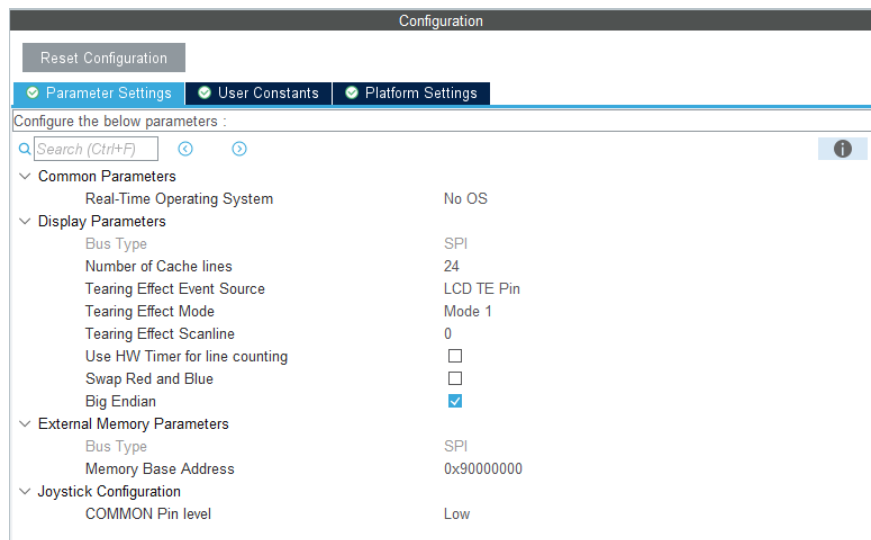 Configuration
Reset Configuration
Parameter Settings User Constants Platform Settings
Configure the below parameters :
Search (Ctrl+F)
Common Parameters
Real-Time Operating System No OS
Display Parameters
Bus Type SPI
Number of Cache lines 24
Tearing Effect Event Source LCD TE Pin
Tearing Effect Mode Mode 1
Tearing Effect Scanline 0
Use HW Timer for line counting
Swap Red and Blue
Big Endian
External Memory Parameters
Bus Type SPI
Memory Base Address 0x90000000
Joystick Configuration
COMMON Pin level Low